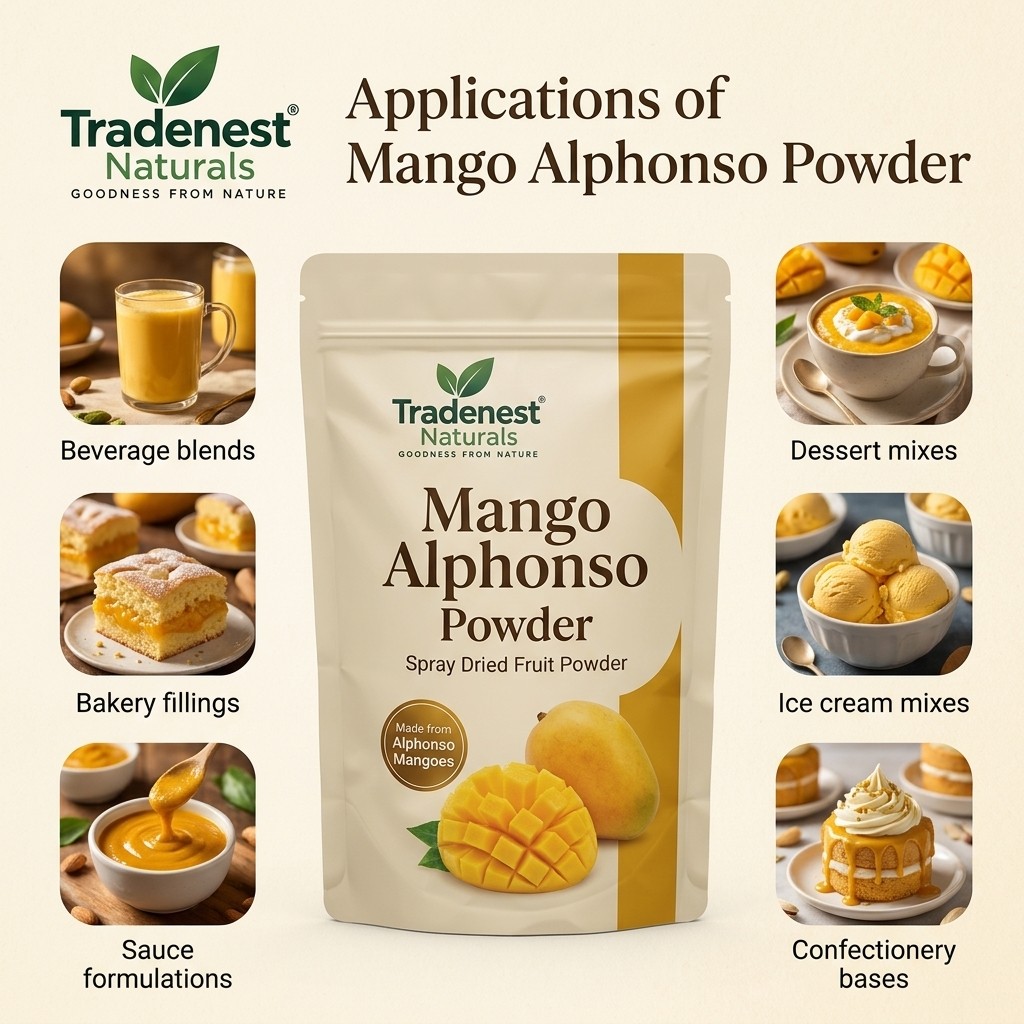 Tradenest®
Naturals
GOODNESS FROM NATURE
Applications of
Mango Alphonso Powder
Beverage blends
Bakery fillings
Sauce
formulations
Tradenest®
Naturals
GOODNESS FROM NATURE
Mango
Alphonso
Powder
Spray Dried Fruit Powder
Made from
Alphonso
Mangoes
Dessert mixes
Ice cream mixes
Confectionery
bases